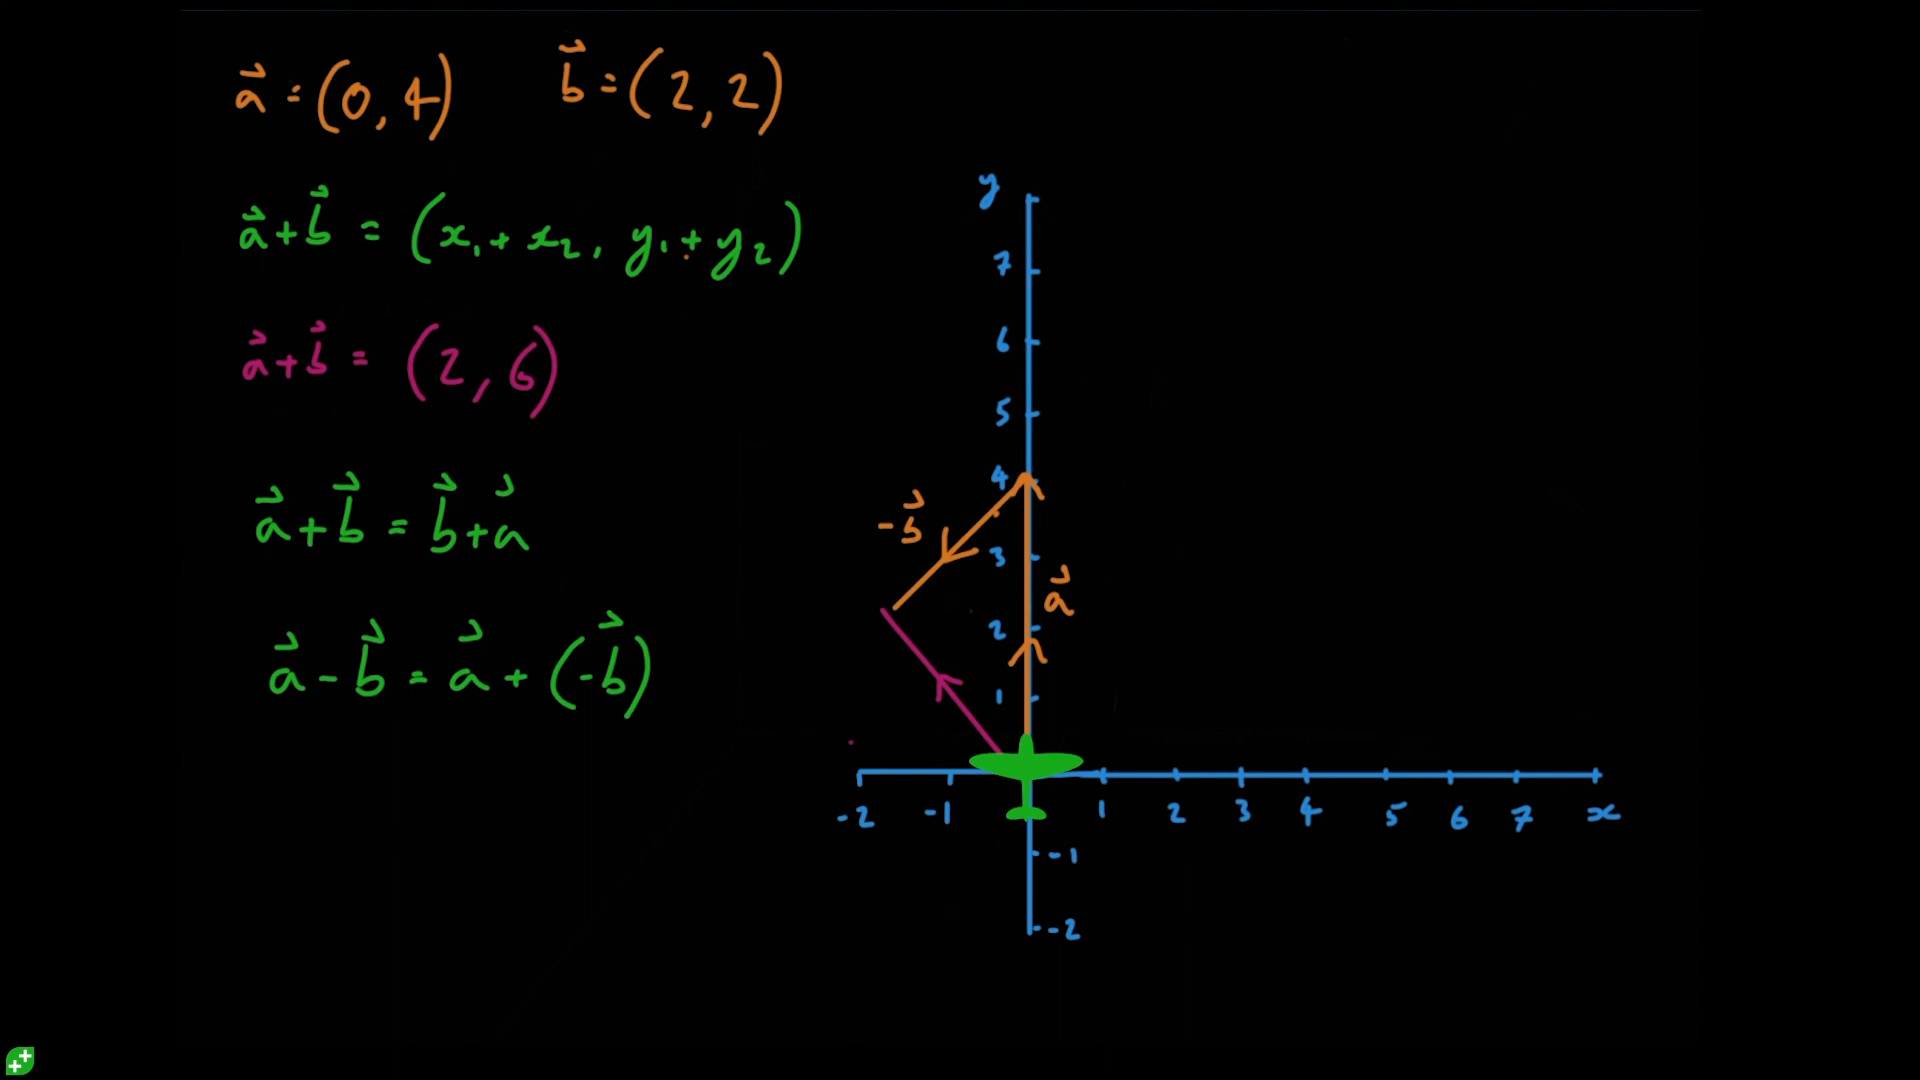 a⃗ = (0, 4) b⃗ = (2, 2)
a⃗ + b⃗ = (x₁ + x₂, y₁ + y₂)
a⃗ + b⃗ = (2, 6)
a⃗ + b⃗ = b⃗ + a⃗
a⃗ - b⃗ = a⃗ + (-b⃗)
y
7
6
5
4
-b⃗
3
a⃗
2
1
-2 -1 1 2 3 4 5 6 7 x
-1
-2